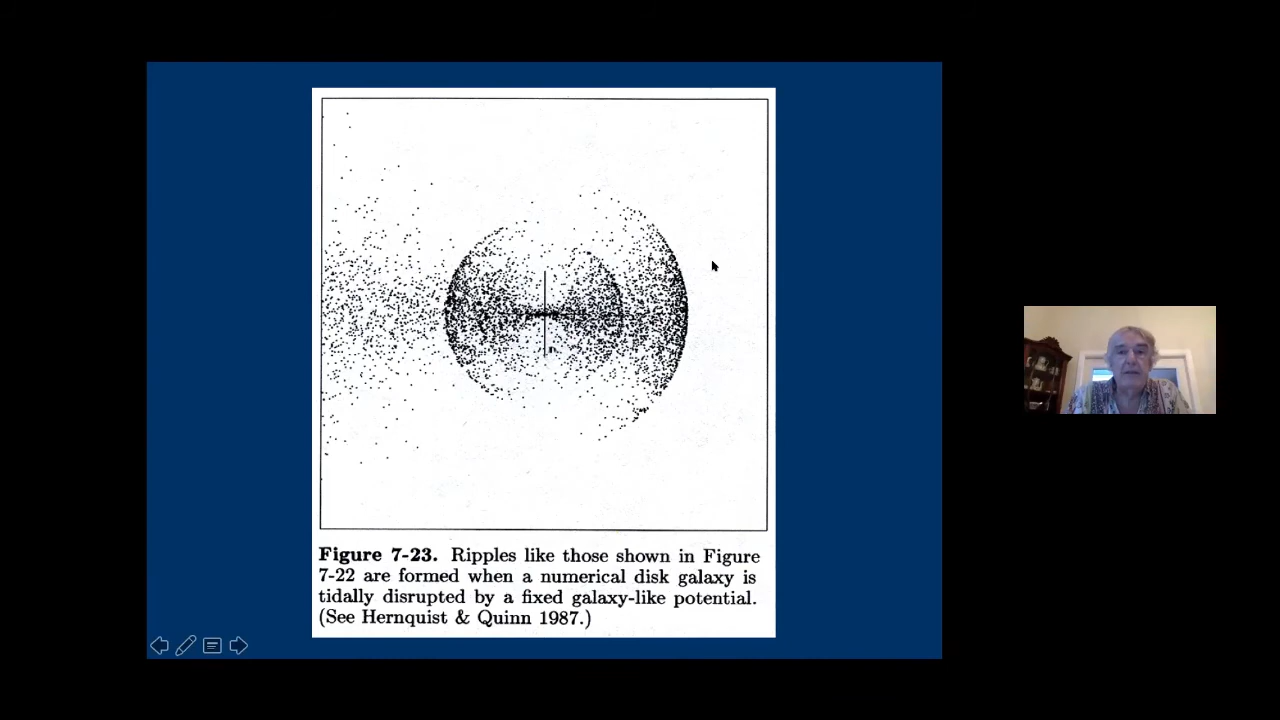 Figure 7-23. Ripples like those shown in Figure
7-22 are formed when a numerical disk galaxy is
tidally disrupted by a fixed galaxy-like potential.
(See Hernquist & Quinn 1987.)